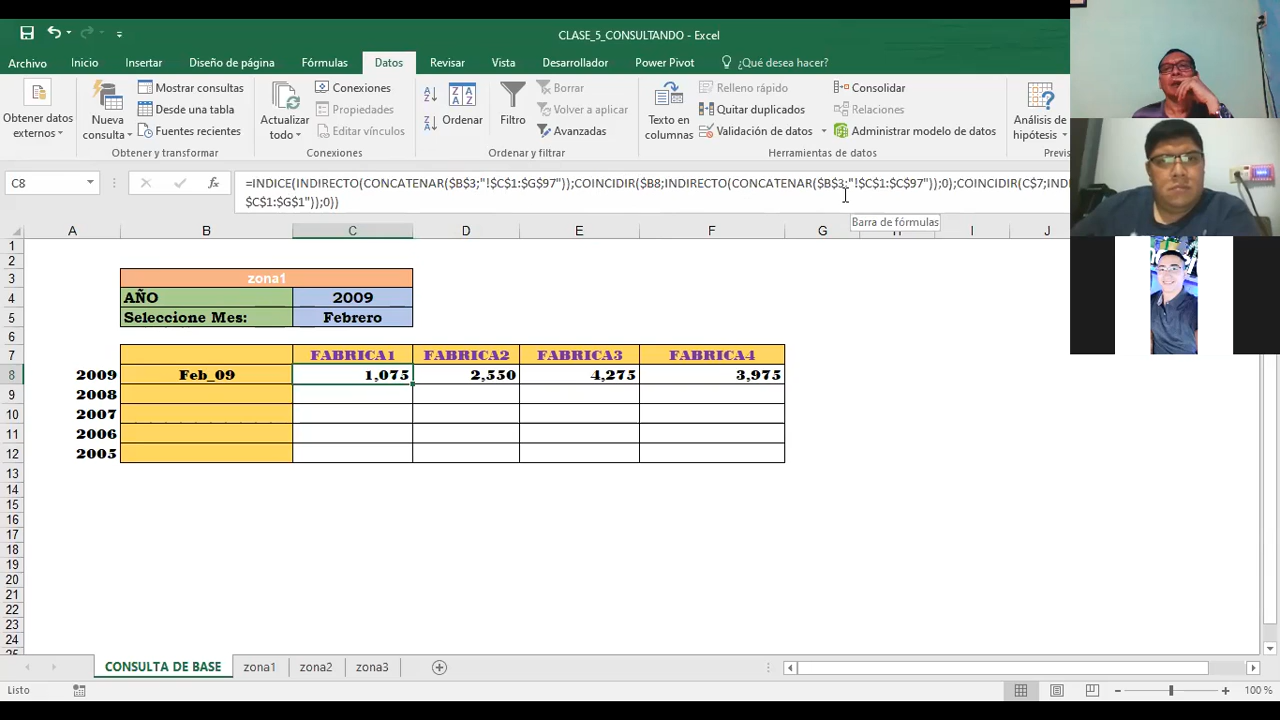 CLASE_5_CONSULTANDO - Excel
Archivo Inicio Insertar Diseño de página Fórmulas Datos Revisar Vista Desarrollador Power Pivot ¿Qué desea hacer?
Obtener datos externos
Nueva consulta
Mostrar consultas
Desde una tabla
Fuentes recientes
Obtener y transformar
Actualizar todo
Conexiones
Propiedades
Editar vínculos
Conexiones
Ordenar
Filtro
Borrar
Volver a aplicar
Avanzadas
Ordenar y filtrar
Texto en columnas
Relleno rápido
Quitar duplicados
Validación de datos
Consolidar
Relaciones
Administrar modelo de datos
Herramientas de datos
Análisis de hipótesis
C8
=INDICE(INDIRECTO(CONCATENAR($B$3;"!$C$1:$G$97"));COINCIDIR($B8;INDIRECTO(CONCATENAR($B$3;"!$C$1:$C$97"));0);COINCIDIR(C$7;
$C$1:$G$1"));0))
Barra de fórmulas
A B C D E F G H I J
1
2
3 zona1
4 AÑO 2009
5 Seleccione Mes: Febrero
6
7 FABRICA1 FABRICA2 FABRICA3 FABRICA4
8 2009 Feb_09 1,075 2,550 4,275 3,975
9 2008
10 2007
11 2006
12 2005
13
14
15
16
17
18
19
20
21
22
23
24
CONSULTA DE BASE zona1 zona2 zona3
Listo 100 %